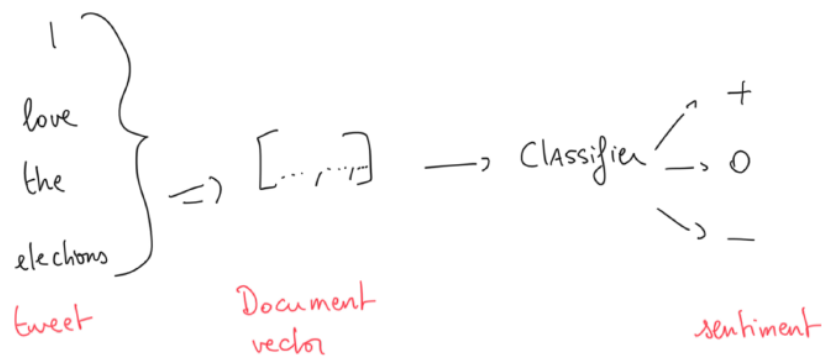 I
love
the
elections
tweet
[...,...]
Document
vector
Classifier
+
0
−
sentiment